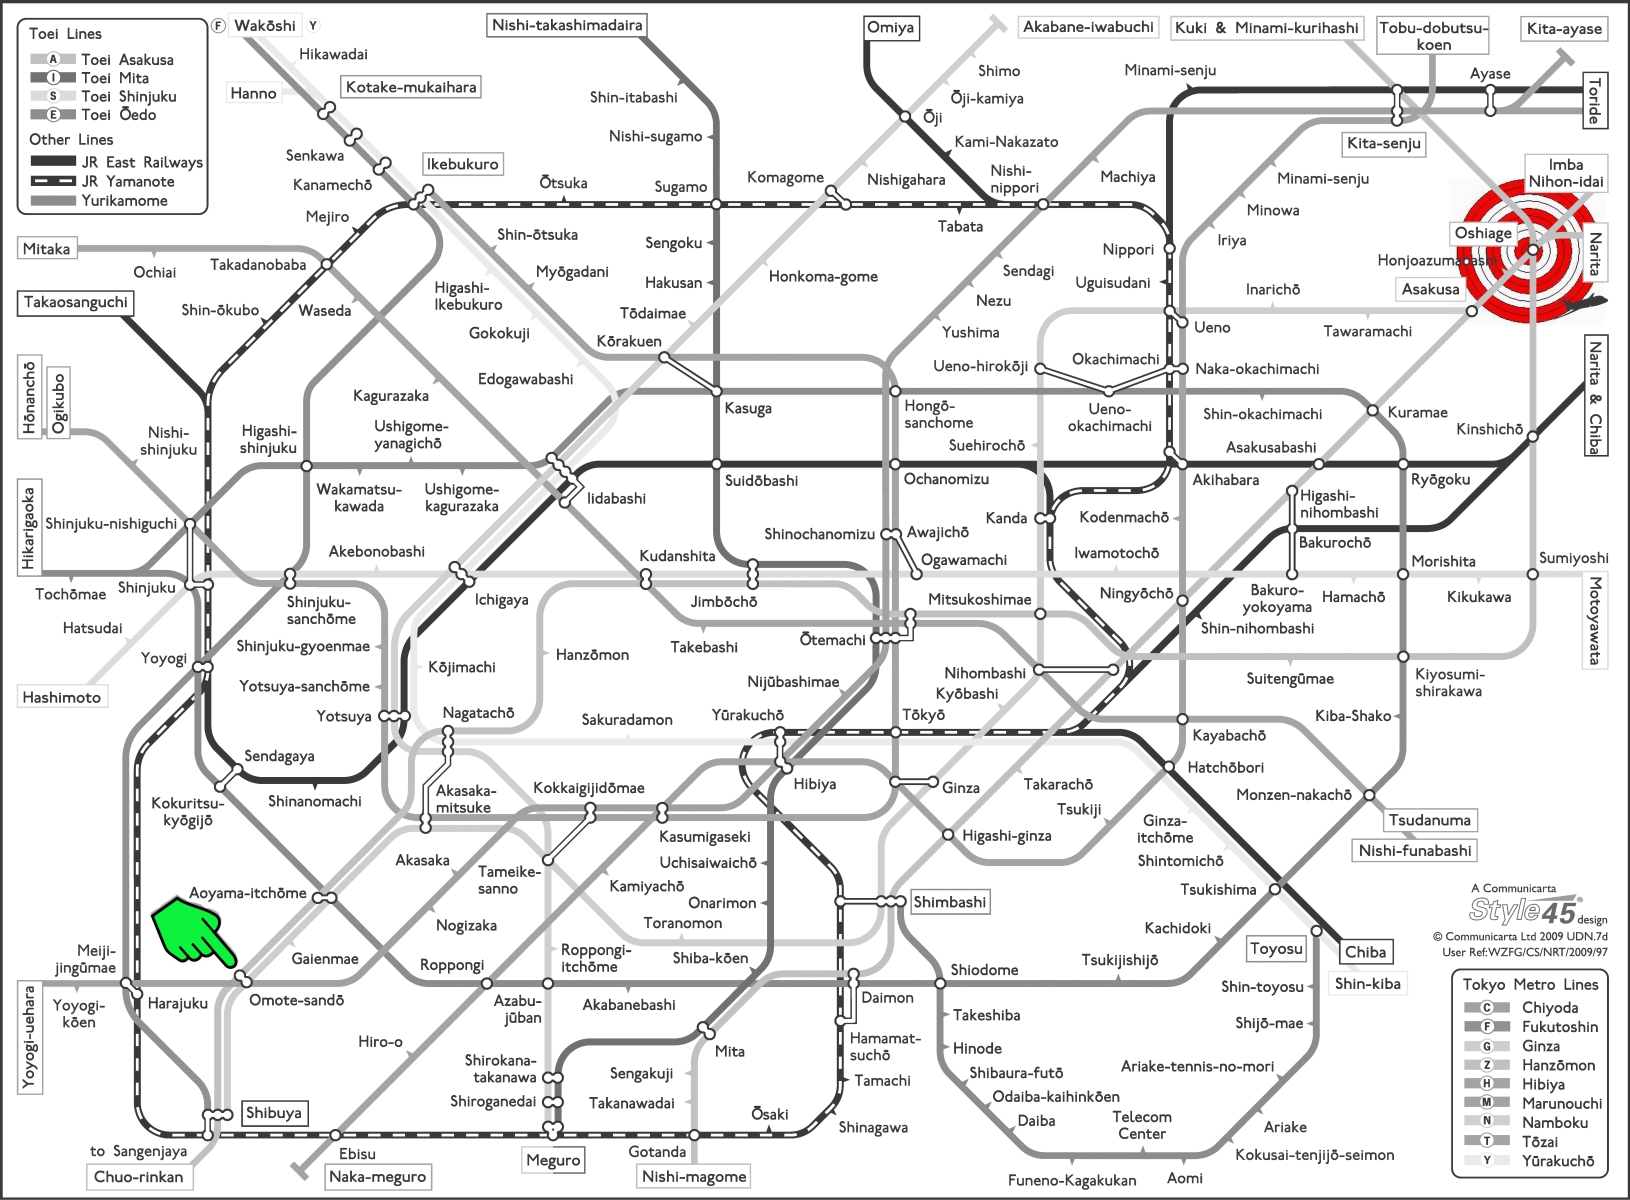 Toei Lines
A Toei Asakusa
I Toei Mita
S Toei Shinjuku
E Toei Ōedo
Other Lines
JR East Railways
JR Yamanote
Yurikamome
F Wakōshi Y
Hikawadai
Hanno
Kotake-mukaihara
Senkawa
Kanamechō
Mejiro
Ikebukuro
Nishi-takashimadaira
Shin-itabashi
Nishi-sugamo
Ōtsuka
Sugamo
Omiya
Akabane-iwabuchi
Shimo
Ōji-kamiya
Ōji
Kami-Nakazato
Komagome
Nishigahara
Nishi-
nippori
Tabata
Kuki & Minami-kurihashi
Tobu-dobutsu-
koen
Kita-ayase
Minami-senju
Ayase
Toride
Kita-senju
Machiya
Minami-senju
Minowa
Iriya
Imba
Nihon-idai
Oshiage
Narita
Honjoazumabashi
Asakusa
Mitaka
Ochiai
Takadanobaba
Takaosanguchi
Shin-ōkubo
Waseda
Shin-ōtsuka
Myōgadani
Higashi-
Ikebukuro
Gokokuji
Edogawabashi
Sengoku
Hakusan
Tōdaimae
Kōrakuen
Honkoma-gome
Sendagi
Nezu
Yushima
Nippori
Uguisudani
Inarichō
Tawaramachi
Ueno
Ueno-hirokōji
Okachimachi
Naka-okachimachi
Ueno-
okachimachi
Shin-okachimachi
Kuramae
Kinshichō
Narita & Chiba
Hōnanchō
Ogikubo
Nishi-
shinjuku
Higashi-
shinjuku
Kagurazaka
Ushigome-
yanagichō
Wakamatsu-
kawada
Ushigome-
kagurazaka
Iidabashi
Kasuga
Hongō-
sanchome
Suehirochō
Suidōbashi
Ochanomizu
Asakusabashi
Akihabara
Ryōgoku
Hikarigaoka
Shinjuku-nishiguchi
Tochōmae
Shinjuku
Akebonobashi
Shinjuku-
sanchōme
Ichigaya
Kudanshita
Jimbōchō
Shinochanomizu
Awajichō
Ogawamachi
Kanda
Kodenmachō
Iwamotochō
Higashi-
nihombashi
Bakurochō
Bakuro-
yokoyama
Hamachō
Morishita
Kikukawa
Sumiyoshi
Motoyawata
Hatsudai
Hashimoto
Yoyogi
Shinjuku-gyoenmae
Yotsuya-sanchōme
Yotsuya
Kōjimachi
Hanzōmon
Nagatachō
Takebashi
Ōtemachi
Mitsukoshimae
Ningyōchō
Shin-nihombashi
Nijūbashimae
Nihombashi
Kyōbashi
Suitengūmae
Kiyosumi-
shirakawa
Kiba-Shako
Sakuradamon
Yūrakuchō
Tōkyō
Kayabachō
Sendagaya
Shinanomachi
Kokuritsu-
kyōgijō
Akasaka-
mitsuke
Kokkaigijidōmae
Hibiya
Ginza
Takarachō
Tsukiji
Hatchōbori
Monzen-nakachō
Tsudanuma
Nishi-funabashi
Kasumigaseki
Uchisaiwaichō
Higashi-ginza
Ginza-
itchōme
Shintomichō
Tsukishima
Akasaka
Tameike-
sanno
Kamiyachō
Onarimon
Toranomon
Shimbashi
Aoyama-itchōme
Nogizaka
Gaienmae
Roppongi
Roppongi-
itchōme
Shiba-kōen
Kachidoki
Toyosu
Chiba
Shin-kiba
Meiji-
jingūmae
Yoyogi-uehara
Yoyogi-
kōen
Harajuku
Omote-sandō
Azabu-
jūban
Akabanebashi
Daimon
Shiodome
Tsukijishijō
Shin-toyosu
Shijō-mae
Hiro-o
Shirokana-
takanawa
Shiroganedai
Mita
Hamamat-
suchō
Tamachi
Takeshiba
Hinode
Shibaura-futō
Odaiba-kaihinkōen
Daiba
Telecom
Center
Ariake-tennis-no-mori
Ariake
Kokusai-tenjijō-seimon
Sengakuji
Takanawadai
Ōsaki
Shinagawa
Shibuya
to Sangenjaya
Chuo-rinkan
Ebisu
Naka-meguro
Meguro
Gotanda
Nishi-magome
Funeno-Kagakukan
Aomi
A Communicarta
Style45 design
© Communicarta Ltd 2009 UDN.7d
User Ref:WZFG/CS/NRT/2009/97
Tokyo Metro Lines
C Chiyoda
F Fukutoshin
G Ginza
Z Hanzōmon
H Hibiya
M Marunouchi
N Namboku
T Tōzai
Y Yūrakuchō